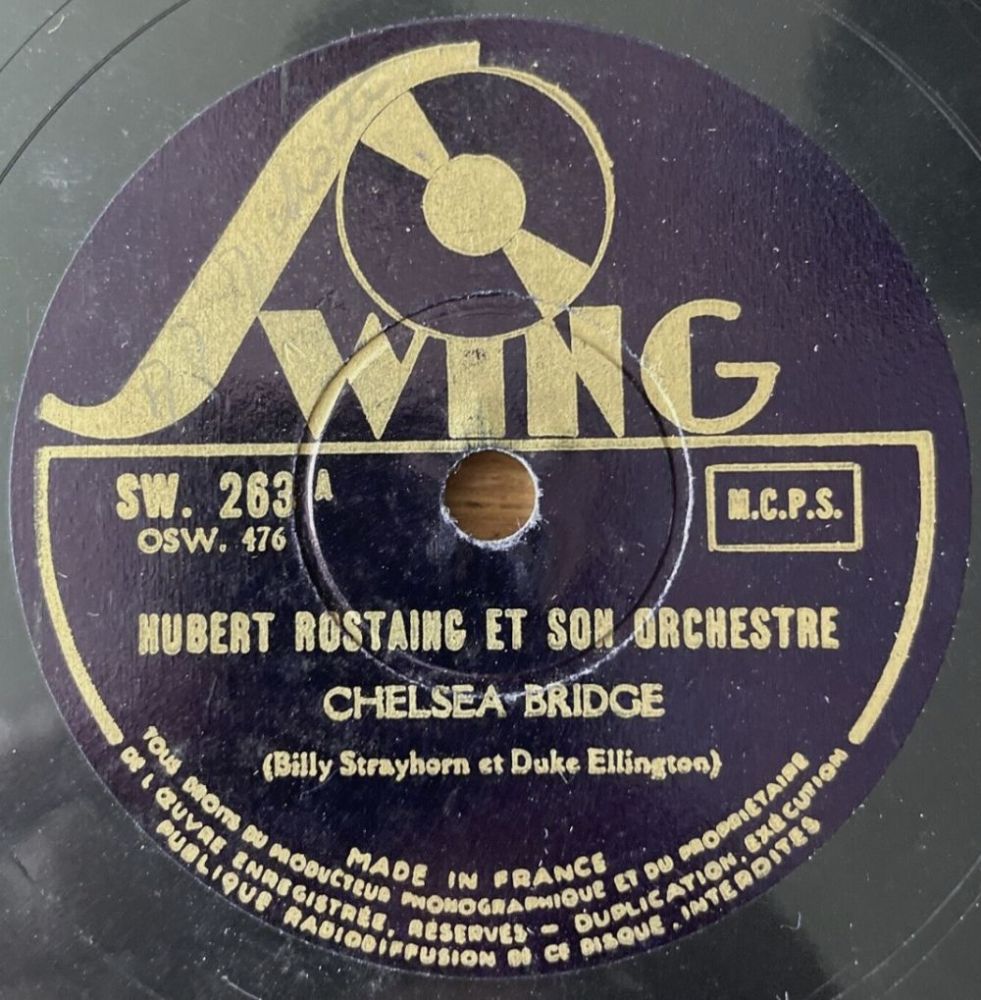 SWING
SW. 263 A
OSW. 476
M.C.P.S.
HUBERT ROSTAING ET SON ORCHESTRE
CHELSEA BRIDGE
(Billy Strayhorn et Duke Ellington)
MADE IN FRANCE
TOUS DROITS DU PRODUCTEUR PHONOGRAPHIQUE ET DU PROPRIÉTAIRE
DE L'ŒUVRE ENREGISTRÉE, RÉSERVÉS - DUPLICATION, EXÉCUTION
PUBLIQUE RADIODIFFUSION DE CE DISQUE, INTERDITES